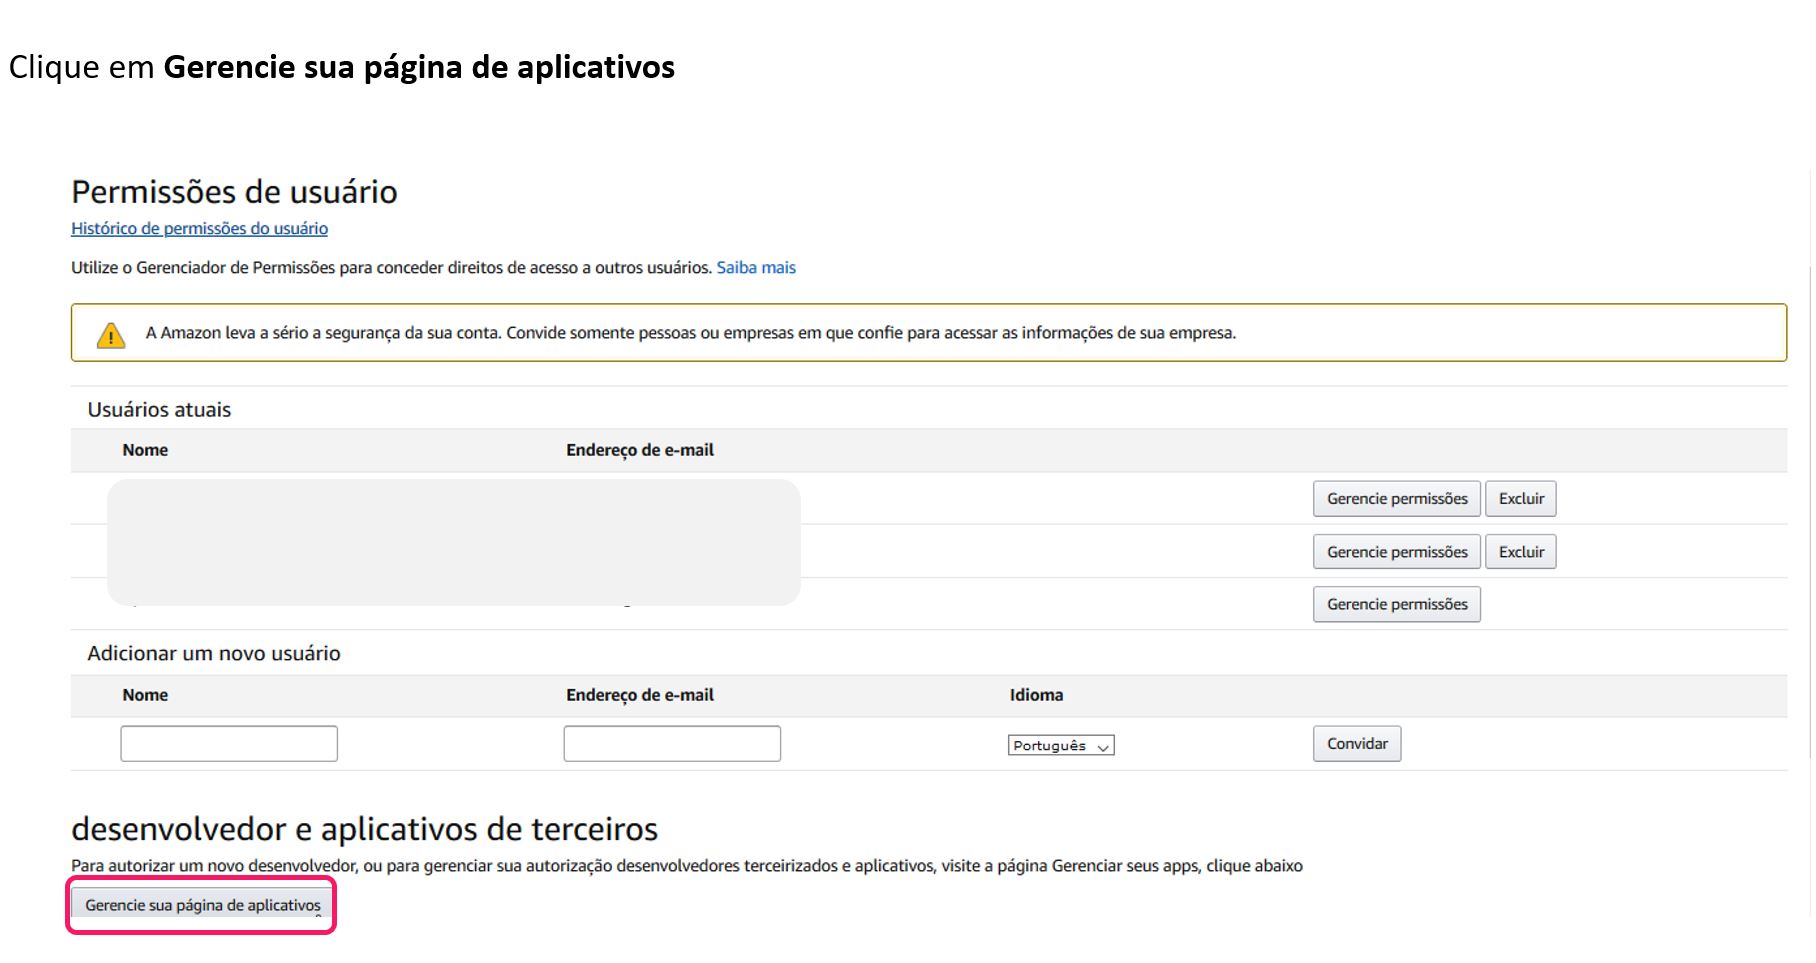 Clique em Gerencie sua página de aplicativos
Permissões de usuário
Histórico de permissões do usuário
Utilize o Gerenciador de Permissões para conceder direitos de acesso a outros usuários. Saiba mais
A Amazon leva a sério a segurança da sua conta. Convide somente pessoas ou empresas em que confie para acessar as informações de sua empresa.
Usuários atuais
Nome Endereço de e-mail
Gerencie permissões Excluir
Gerencie permissões Excluir
Gerencie permissões
Adicionar um novo usuário
Nome Endereço de e-mail Idioma
Português Convidar
desenvolvedor e aplicativos de terceiros
Para autorizar um novo desenvolvedor, ou para gerenciar sua autorização desenvolvedores terceirizados e aplicativos, visite a página Gerenciar seus apps, clique abaixo
Gerencie sua página de aplicativos